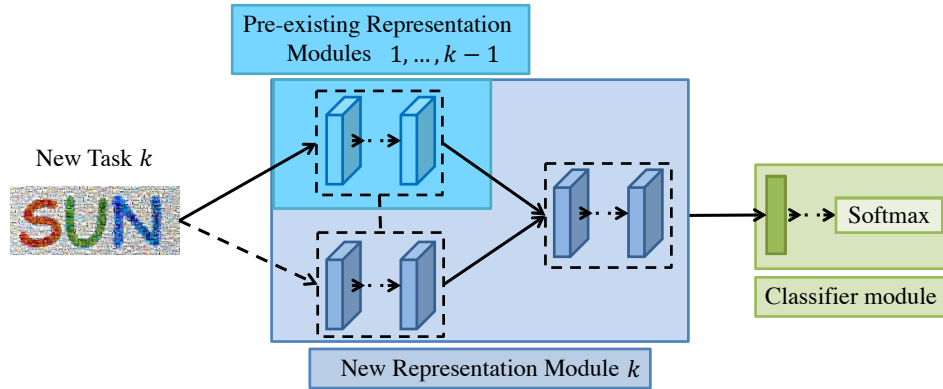 Pre-existing Representation
Modules 1, …, k − 1
New Task k
SUN
Softmax
Classifier module
New Representation Module k